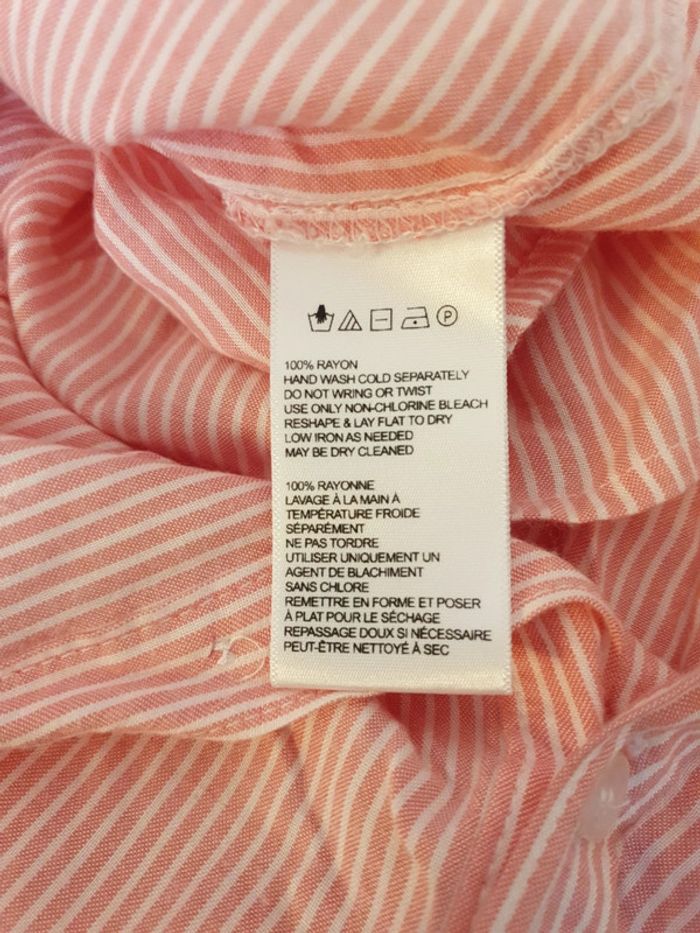 P
100% RAYON
HAND WASH COLD SEPARATELY
DO NOT WRING OR TWIST
USE ONLY NON-CHLORINE BLEACH
RESHAPE & LAY FLAT TO DRY
LOW IRON AS NEEDED
MAY BE DRY CLEANED
100% RAYONNE
LAVAGE À LA MAIN À
TEMPÉRATURE FROIDE
SÉPARÉMENT
NE PAS TORDRE
UTILISER UNIQUEMENT UN
AGENT DE BLACHIMENT
SANS CHLORE
REMETTRE EN FORME ET POSER
À PLAT POUR LE SÉCHAGE
REPASSAGE DOUX SI NÉCESSAIRE
PEUT-ÊTRE NETTOYÉ À SEC